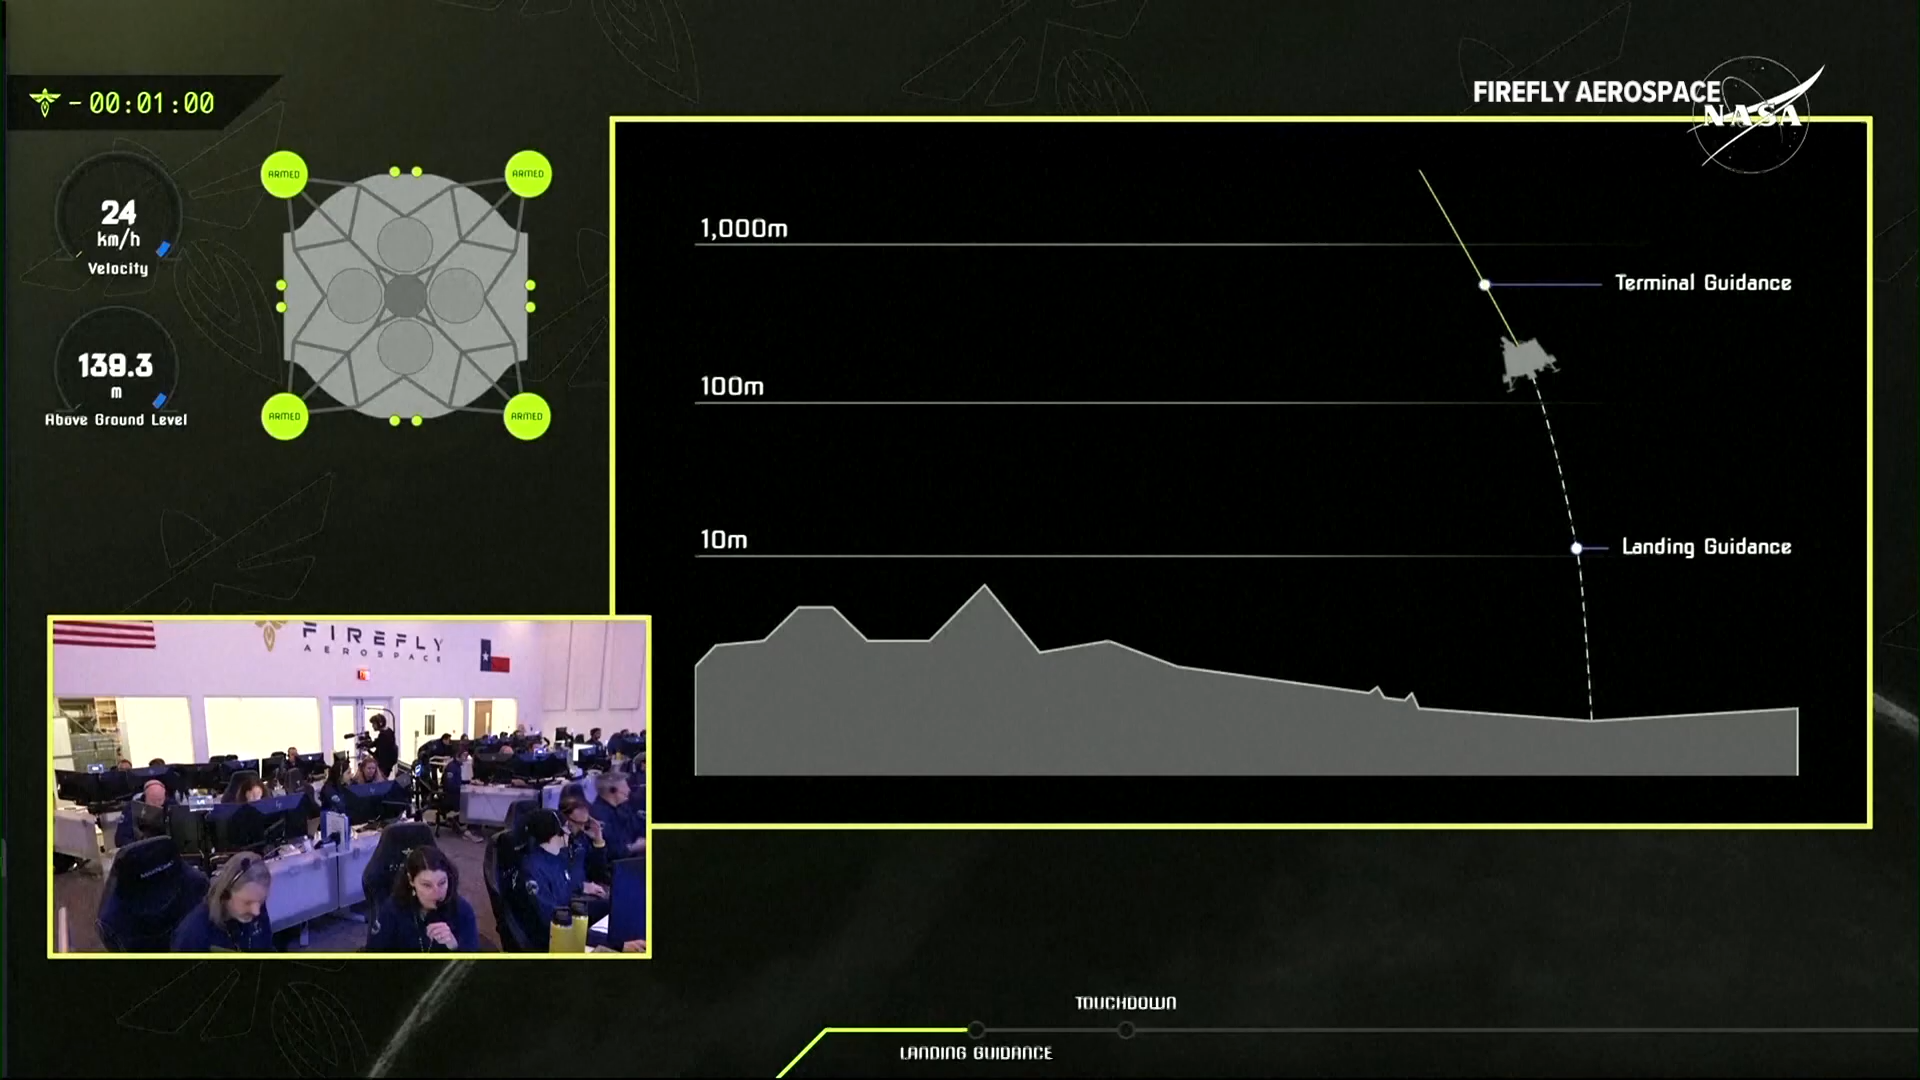 - 00:01:00
FIREFLY AEROSPACE
NASA
24
km/h
Velocity
139.3
m
Above Ground Level
ARMED
ARMED
ARMED
ARMED
1,000m
Terminal Guidance
100m
10m
Landing Guidance
FIREFLY
AEROSPACE
TOUCHDOWN
LANDING GUIDANCE